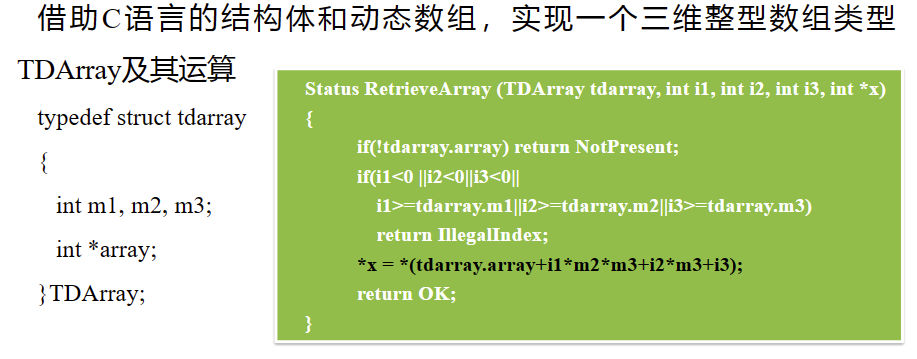 借助C语言的结构体和动态数组，实现一个三维整型数组类型
TDArray及其运算
typedef struct tdarray
{
int m1, m2, m3;
int *array;
}TDArray;
Status RetrieveArray (TDArray tdarray, int i1, int i2, int i3, int *x)
{
if(!tdarray.array) return NotPresent;
if(i1<0 ||i2<0||i3<0||
i1>=tdarray.m1||i2>=tdarray.m2||i3>=tdarray.m3)
return IllegalIndex;
*x = *(tdarray.array+i1*m2*m3+i2*m3+i3);
return OK;
}